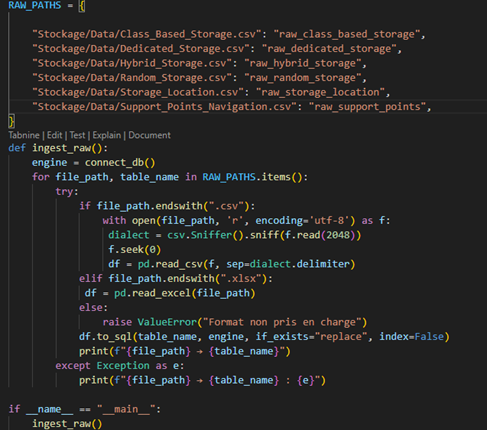 RAW_PATHS = {
    "Stockage/Data/Class_Based_Storage.csv": "raw_class_based_storage",
    "Stockage/Data/Dedicated_Storage.csv": "raw_dedicated_storage",
    "Stockage/Data/Hybrid_Storage.csv": "raw_hybrid_storage",
    "Stockage/Data/Random_Storage.csv": "raw_random_storage",
    "Stockage/Data/Storage_Location.csv": "raw_storage_location",
    "Stockage/Data/Support_Points_Navigation.csv": "raw_support_points",
}
Tabnine | Edit | Test | Explain | Document
def ingest_raw():
    engine = connect_db()
    for file_path, table_name in RAW_PATHS.items():
        try:
            if file_path.endswith(".csv"):
                with open(file_path, 'r', encoding='utf-8') as f:
                 dialect = csv.Sniffer().sniff(f.read(2048))
                 f.seek(0)
                 df = pd.read_csv(f, sep=dialect.delimiter)
            elif file_path.endswith(".xlsx"):
             df = pd.read_excel(file_path)
            else:
                raise ValueError("Format non pris en charge")
            df.to_sql(table_name, engine, if_exists="replace", index=False)
            print(f"{file_path} → {table_name}")
        except Exception as e:
            print(f"{file_path} → {table_name} : {e}")
if __name__ == "__main__":
    ingest_raw()